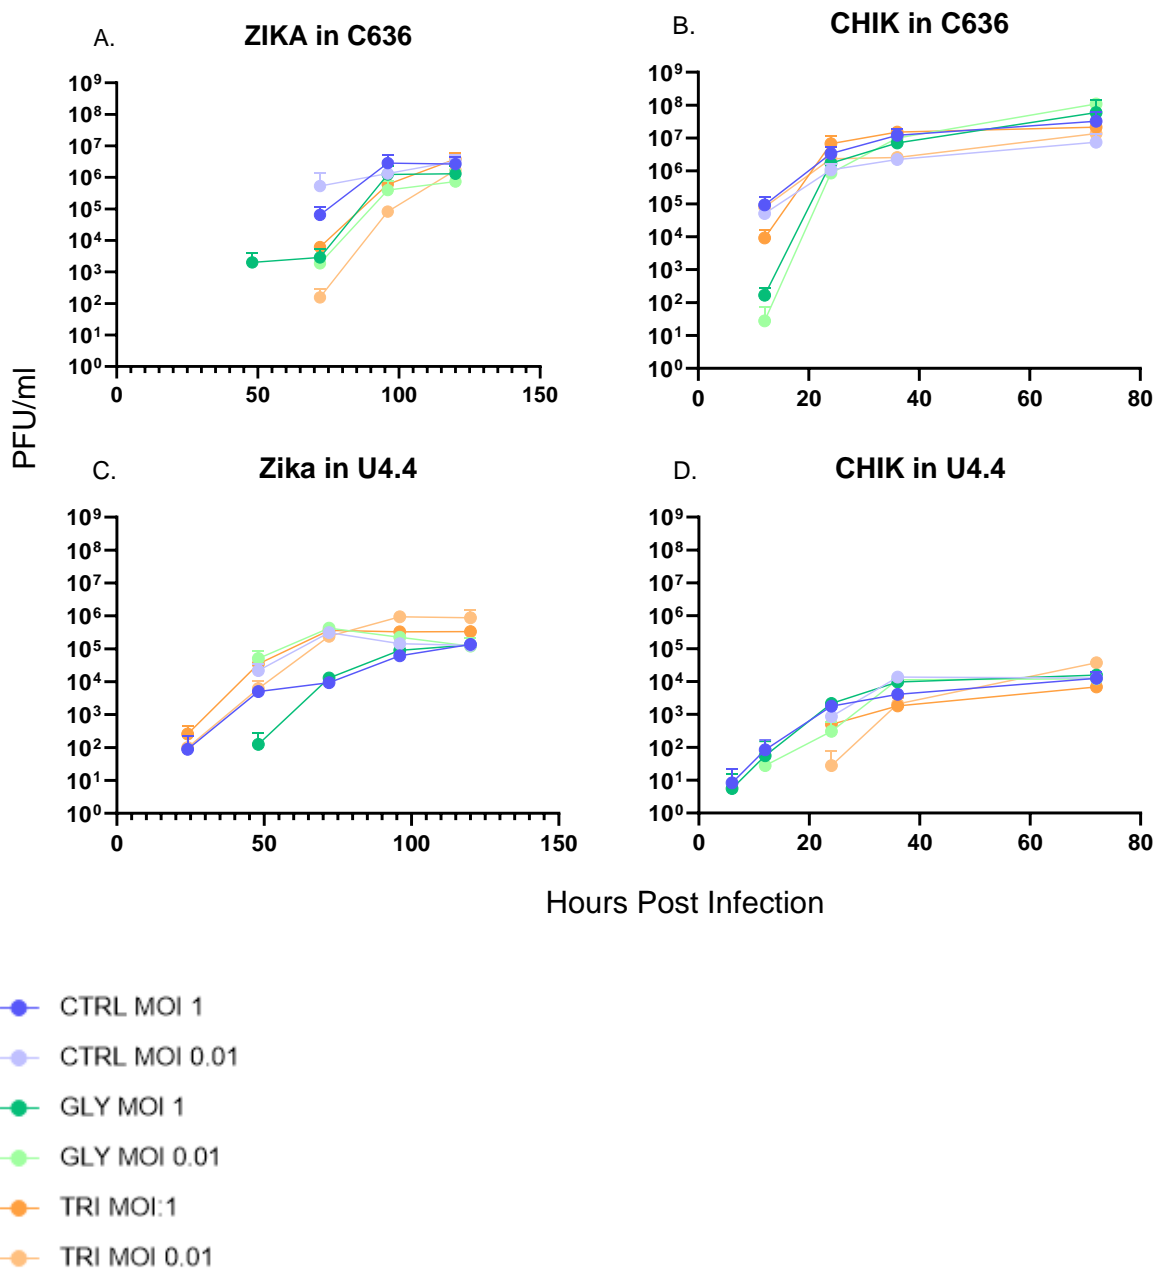 A.
ZIKA in C636
10⁹
10⁸
10⁷
10⁶
10⁵
10⁴
10³
10²
10¹
10⁰
0 50 100 150
B.
CHIK in C636
10⁹
10⁸
10⁷
10⁶
10⁵
10⁴
10³
10²
10¹
10⁰
0 20 40 60 80
PFU/ml
C.
Zika in U4.4
10⁹
10⁸
10⁷
10⁶
10⁵
10⁴
10³
10²
10¹
10⁰
0 50 100 150
D.
CHIK in U4.4
10⁹
10⁸
10⁷
10⁶
10⁵
10⁴
10³
10²
10¹
10⁰
0 20 40 60 80
Hours Post Infection
CTRL MOI 1
CTRL MOI 0.01
GLY MOI 1
GLY MOI 0.01
TRI MOI:1
TRI MOI 0.01